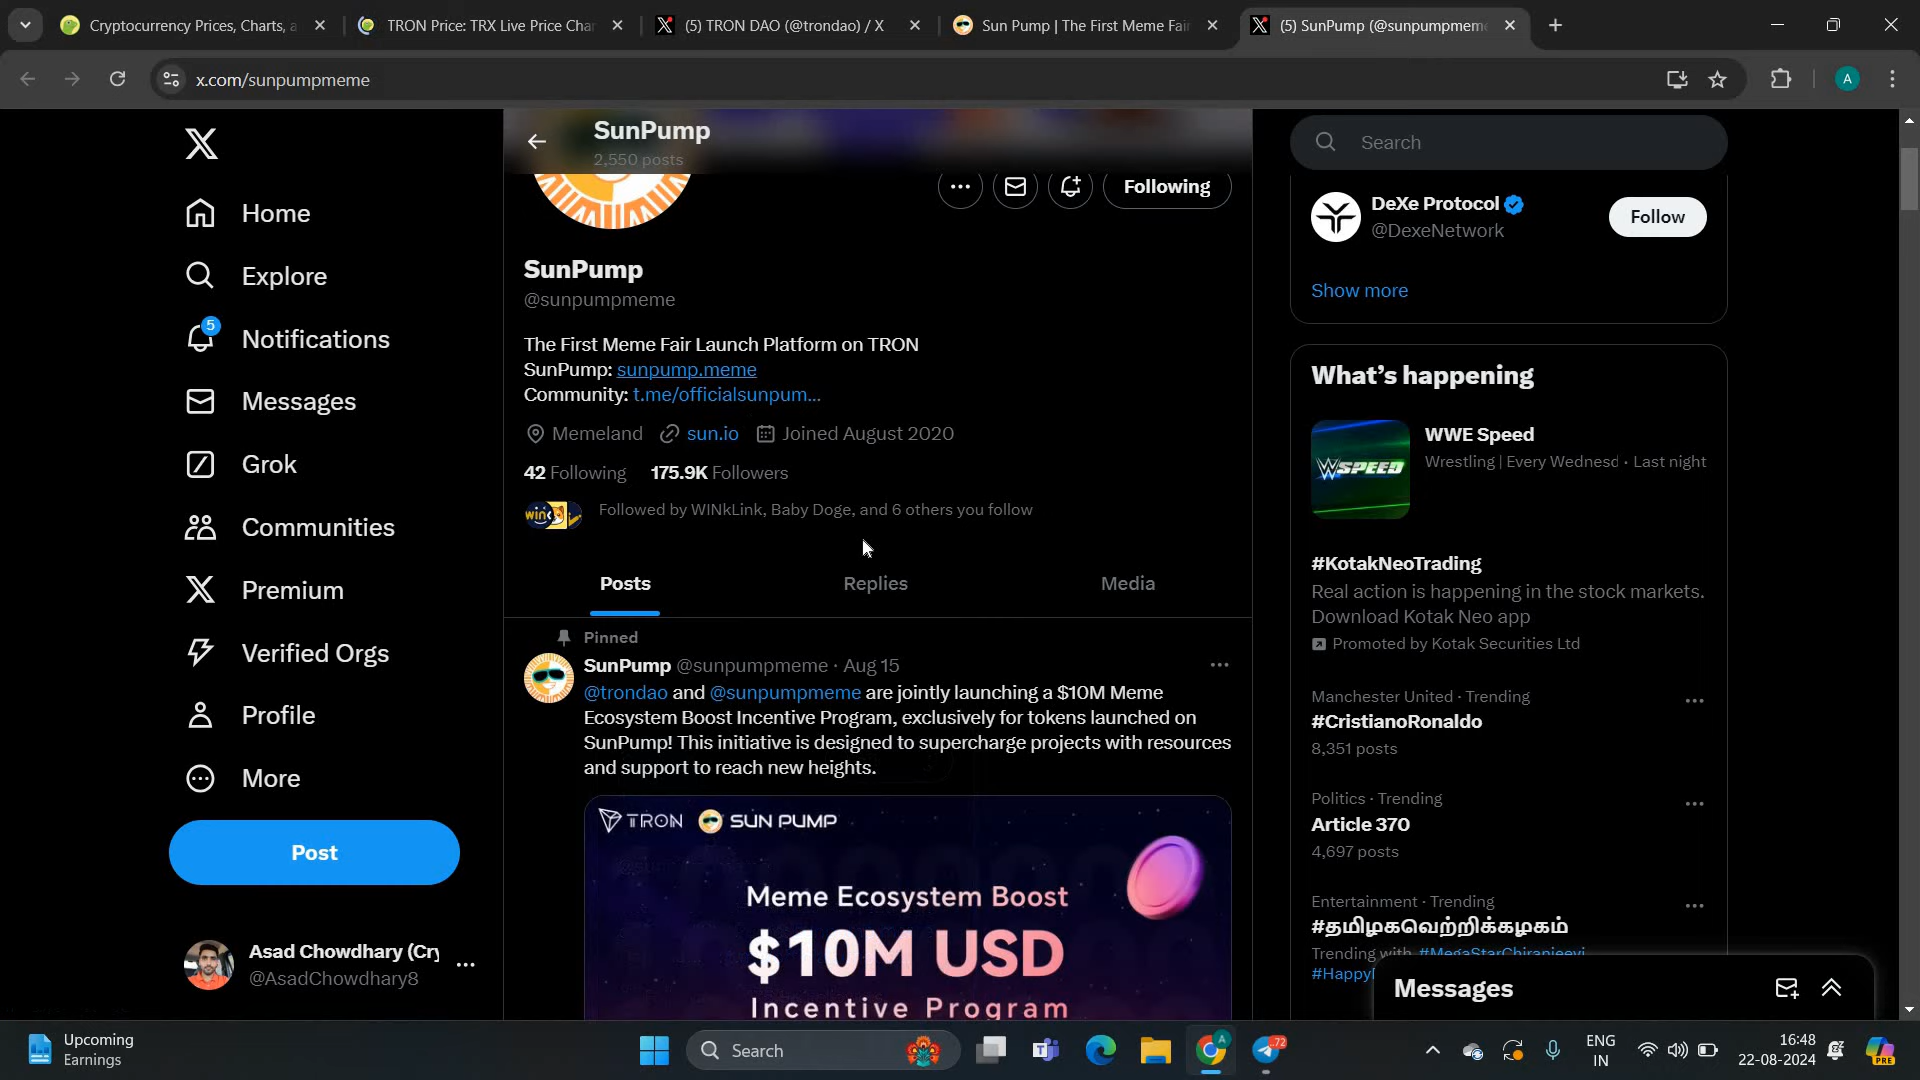 Cryptocurrency Prices, Charts, a
TRON Price: TRX Live Price Char
(5) TRON DAO (@trondao) / X
Sun Pump | The First Meme Fair
(5) SunPump (@sunpumpmeme
x.com/sunpumpmeme
A
Home
Explore
5
Notifications
Messages
Grok
Communities
Premium
Verified Orgs
Profile
More
Post
Asad Chowdhary (Cry
@AsadChowdhary8
SunPump
2,550 posts
Following
SunPump
@sunpumpmeme
The First Meme Fair Launch Platform on TRON
SunPump: sunpump.meme
Community: t.me/officialsunpum...
Memeland sun.io Joined August 2020
42 Following 175.9K Followers
Followed by WINkLink, Baby Doge, and 6 others you follow
Posts Replies Media
Pinned
SunPump @sunpumpmeme · Aug 15
@trondao and @sunpumpmeme are jointly launching a $10M Meme
Ecosystem Boost Incentive Program, exclusively for tokens launched on
SunPump! This initiative is designed to supercharge projects with resources
and support to reach new heights.
TRON SUN PUMP
Meme Ecosystem Boost
$10M USD
Incentive Program
Search
DeXe Protocol
@DexeNetwork
Follow
Show more
What's happening
WSPEED
WWE Speed
Wrestling | Every Wednesd · Last night
#KotakNeoTrading
Real action is happening in the stock markets.
Download Kotak Neo app
Promoted by Kotak Securities Ltd
Manchester United · Trending
#CristianoRonaldo
8,351 posts
Politics · Trending
Article 370
4,697 posts
Entertainment · Trending
#தமிழகவெற்றிக்கழகம்
Trending with #MegaStarChiranjeevi
Messages
Upcoming
Earnings
Search
72
ENG
IN
16:48
22-08-2024
PRE